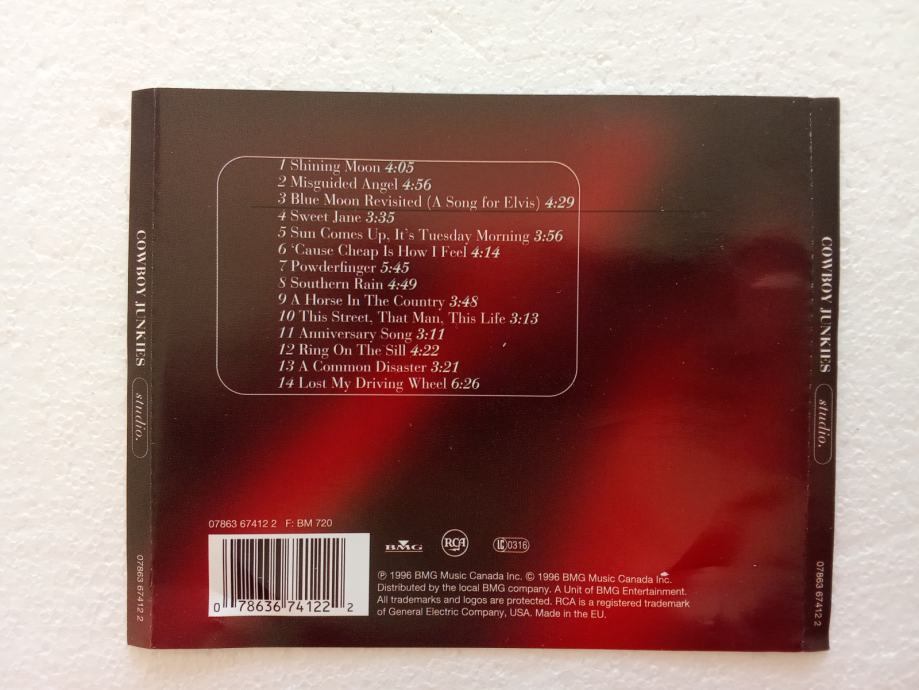 1 Shining Moon 4:05
2 Misguided Angel 4:56
3 Blue Moon Revisited (A Song for Elvis) 4:29
4 Sweet Jane 3:35
5 Sun Comes Up, It's Tuesday Morning 3:56
6 'Cause Cheap Is How I Feel 4:14
7 Powderfinger 5:45
8 Southern Rain 4:49
9 A Horse In The Country 3:48
10 This Street, That Man, This Life 3:13
11 Anniversary Song 3:11
12 Ring On The Sill 4:22
13 A Common Disaster 3:21
14 Lost My Driving Wheel 6:26
COWBOY JUNKIES studio. 07863 67412 2
COWBOY JUNKIES studio. 07863 67412 2
07863 67412 2 F: BM 720
0 78636 74122 2
BMG RCA LC 0316
℗ 1996 BMG Music Canada Inc. © 1996 BMG Music Canada Inc.
Distributed by the local BMG company. A Unit of BMG Entertainment.
All trademarks and logos are protected. RCA is a registered trademark
of General Electric Company, USA. Made in the EU.